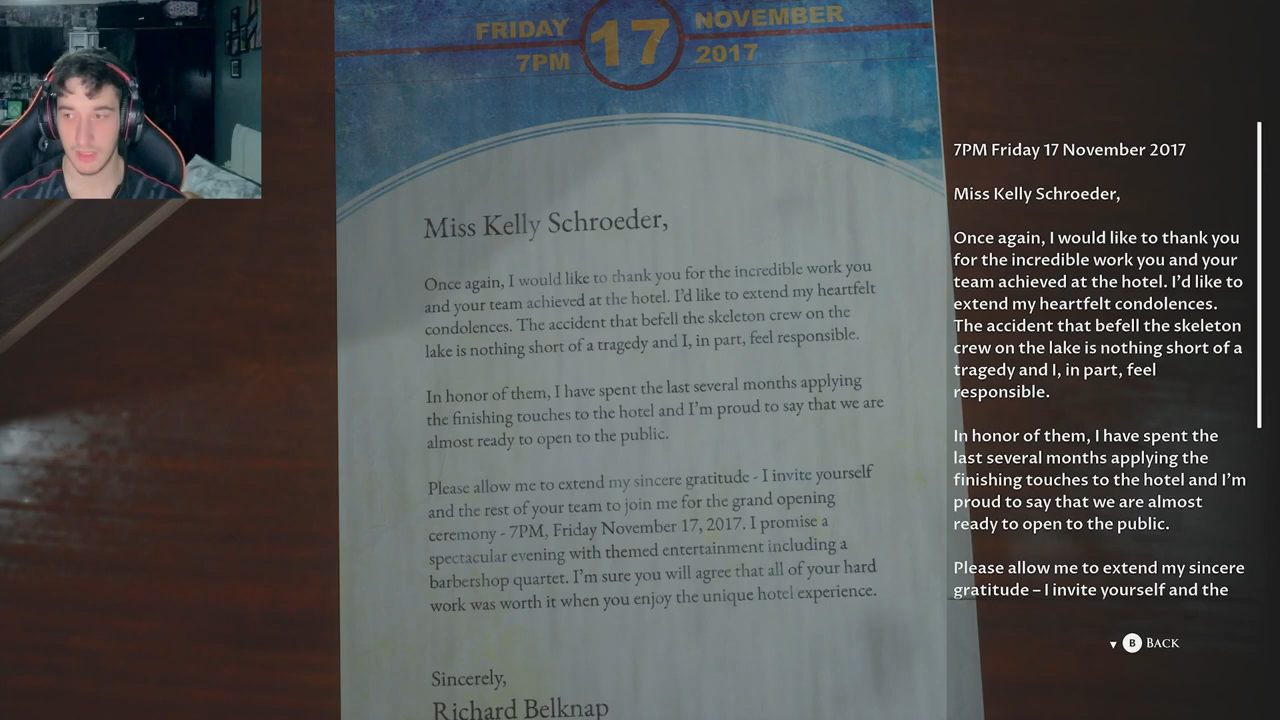 FRIDAY
7PM
17
NOVEMBER
2017
Miss Kelly Schroeder,
Once again, I would like to thank you for the incredible work you
and your team achieved at the hotel. I'd like to extend my heartfelt
condolences. The accident that befell the skeleton crew on the
lake is nothing short of a tragedy and I, in part, feel responsible.
In honor of them, I have spent the last several months applying
the finishing touches to the hotel and I'm proud to say that we are
almost ready to open to the public.
Please allow me to extend my sincere gratitude - I invite yourself
and the rest of your team to join me for the grand opening
ceremony - 7PM, Friday November 17, 2017. I promise a
spectacular evening with themed entertainment including a
barbershop quartet. I'm sure you will agree that all of your hard
work was worth it when you enjoy the unique hotel experience.
Sincerely,
Richard Belknap
7PM Friday 17 November 2017
Miss Kelly Schroeder,
Once again, I would like to thank you
for the incredible work you and your
team achieved at the hotel. I'd like to
extend my heartfelt condolences.
The accident that befell the skeleton
crew on the lake is nothing short of a
tragedy and I, in part, feel
responsible.
In honor of them, I have spent the
last several months applying the
finishing touches to the hotel and I'm
proud to say that we are almost
ready to open to the public.
Please allow me to extend my sincere
gratitude – I invite yourself and the
B BACK